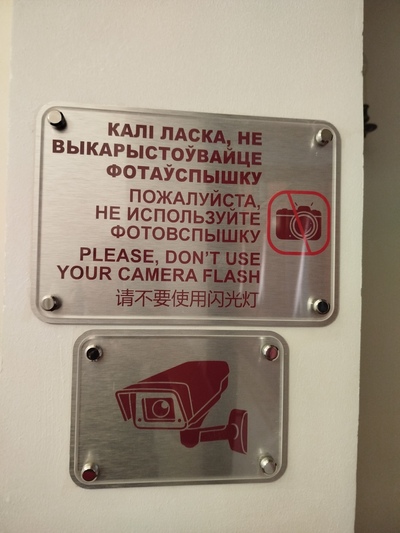 КАЛІ ЛАСКА, НЕ
ВЫКАРЫСТОЎВАЙЦЕ
ФОТАЎСПЫШКУ
ПОЖАЛУЙСТА,
НЕ ИСПОЛЬЗУЙТЕ
ФОТОВСПЫШКУ
PLEASE, DON'T USE
YOUR CAMERA FLASH
请不要使用闪光灯